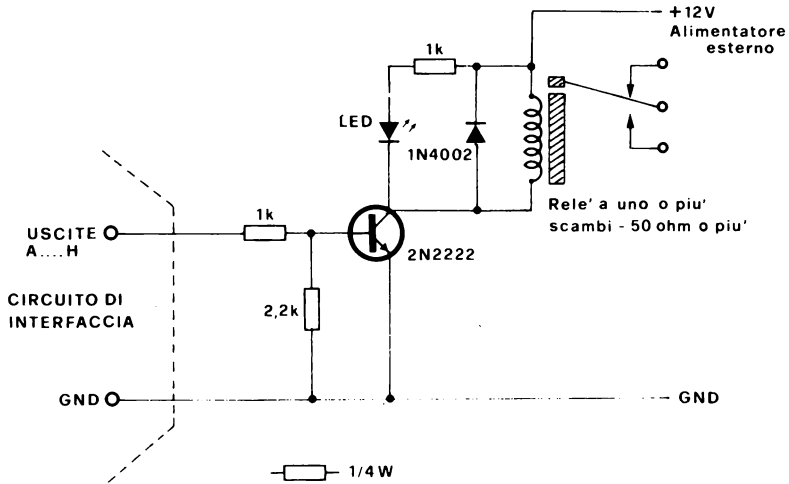 +12V
Alimentatore
esterno
1k
LED
1N4002
Rele' a uno o piu'
scambi - 50 ohm o piu'
1k
USCITE
A....H
2N2222
CIRCUITO DI
INTERFACCIA
2,2k
GND
GND
1/4W